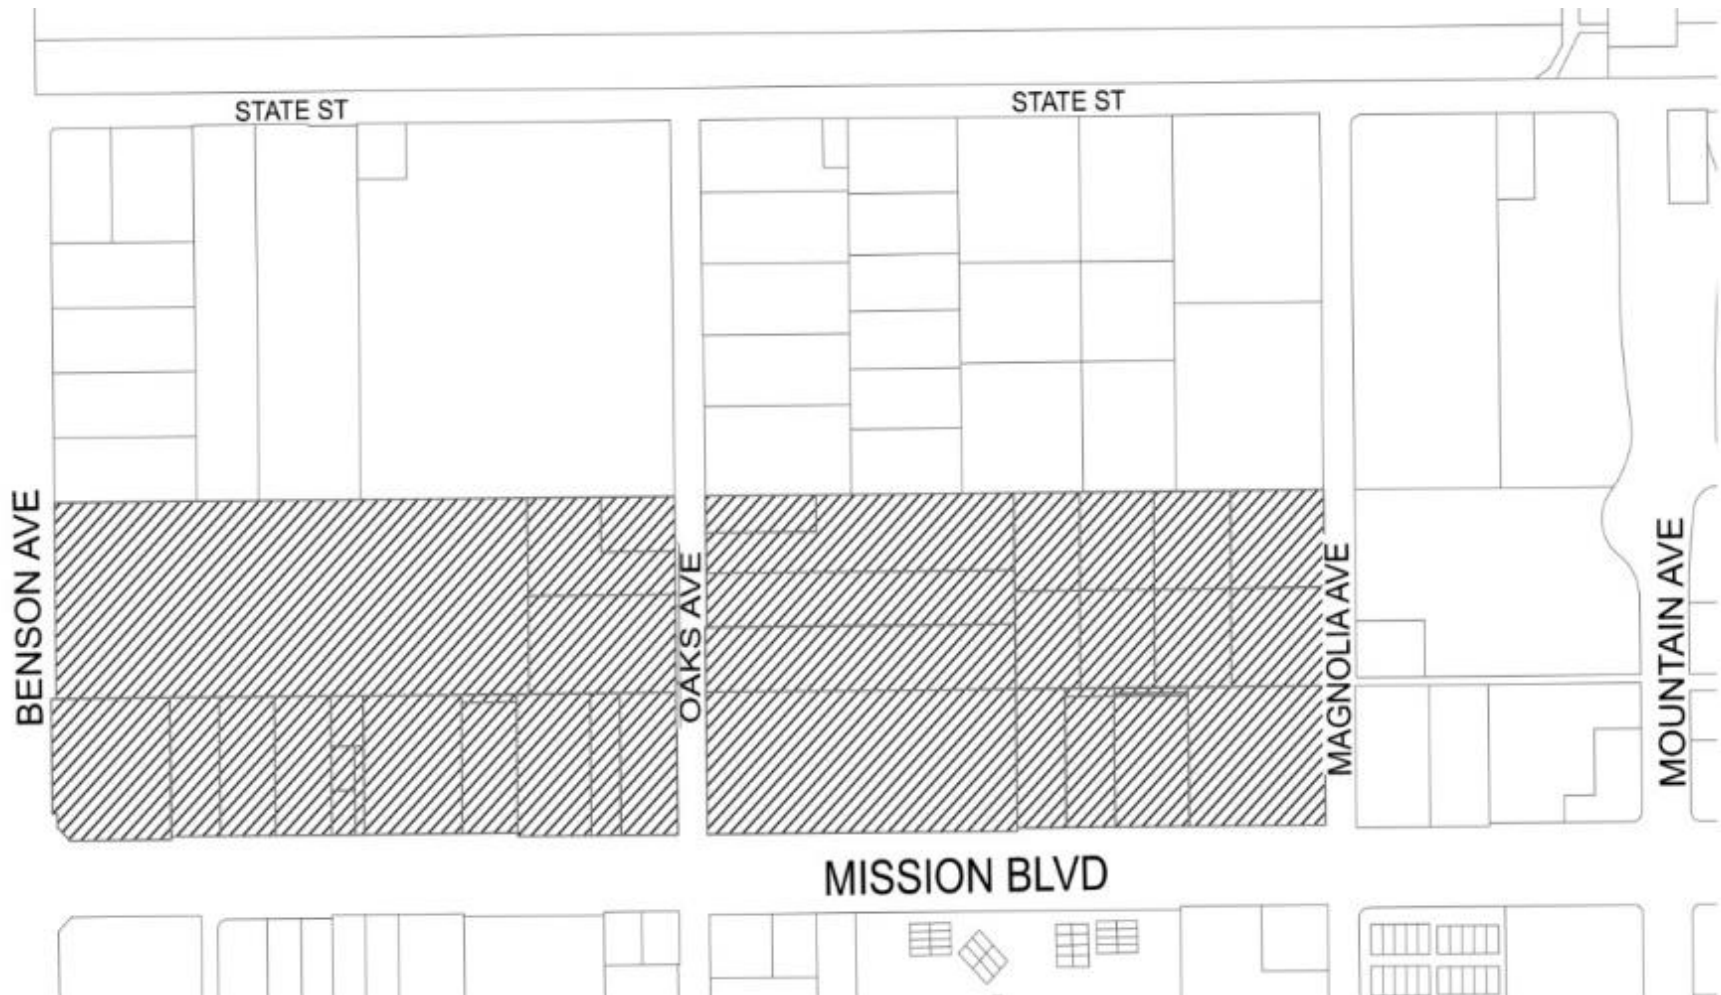 STATE ST
STATE ST
BENSON AVE
OAKS AVE
MAGNOLIA AVE
MOUNTAIN AVE
MISSION BLVD